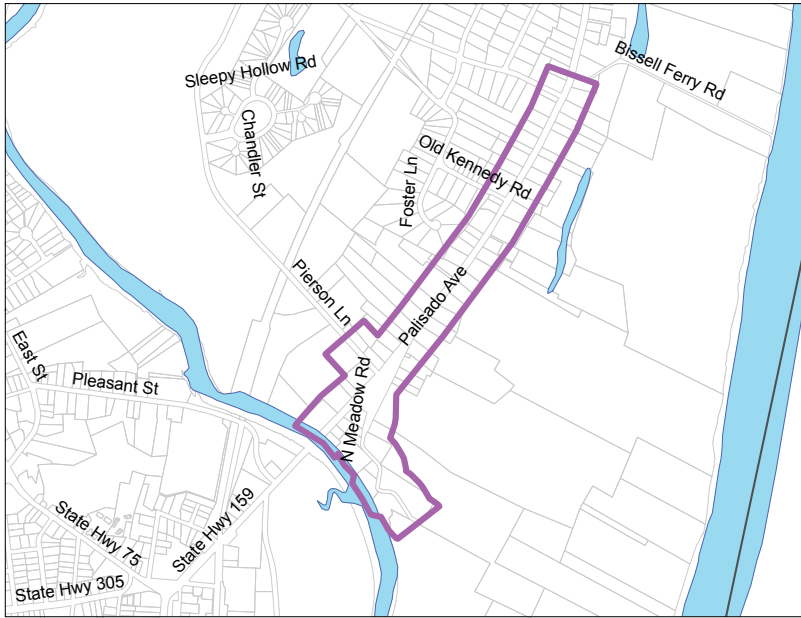 Bissell Ferry Rd
Sleepy Hollow Rd
Chandler St
Old Kennedy Rd
Foster Ln
Pierson Ln
Palisado Ave
East St
Pleasant St
N Meadow Rd
State Hwy 159
State Hwy 75
State Hwy 305